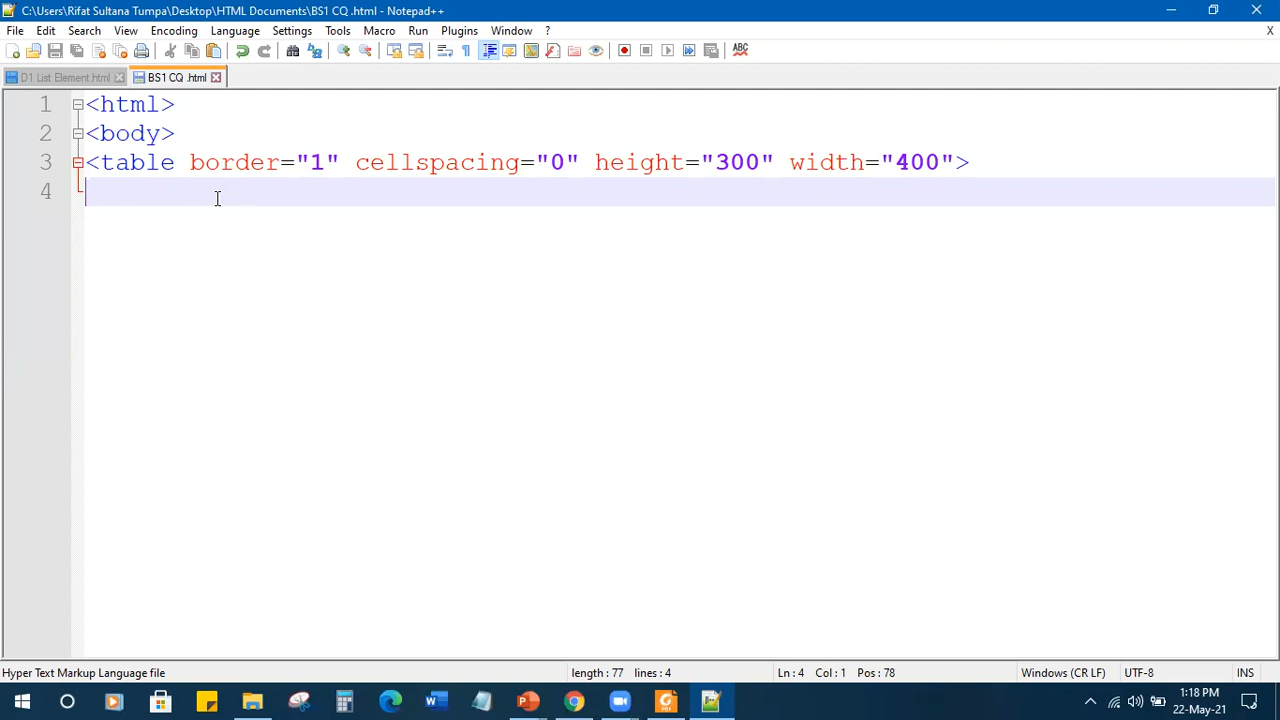 C:\Users\Rifat Sultana Tumpa\Desktop\HTML Documents\BS1 CQ .html - Notepad++
File Edit Search View Encoding Language Settings Tools Macro Run Plugins Window ? X
ABC
D1 List Element.html BS1 CQ .html
1 <html>
2 <body>
3 <table border="1" cellspacing="0" height="300" width="400">
4
Hyper Text Markup Language file length : 77 lines : 4 Ln : 4 Col : 1 Pos : 78 Windows (CR LF) UTF-8 INS
1:18 PM
22-May-21